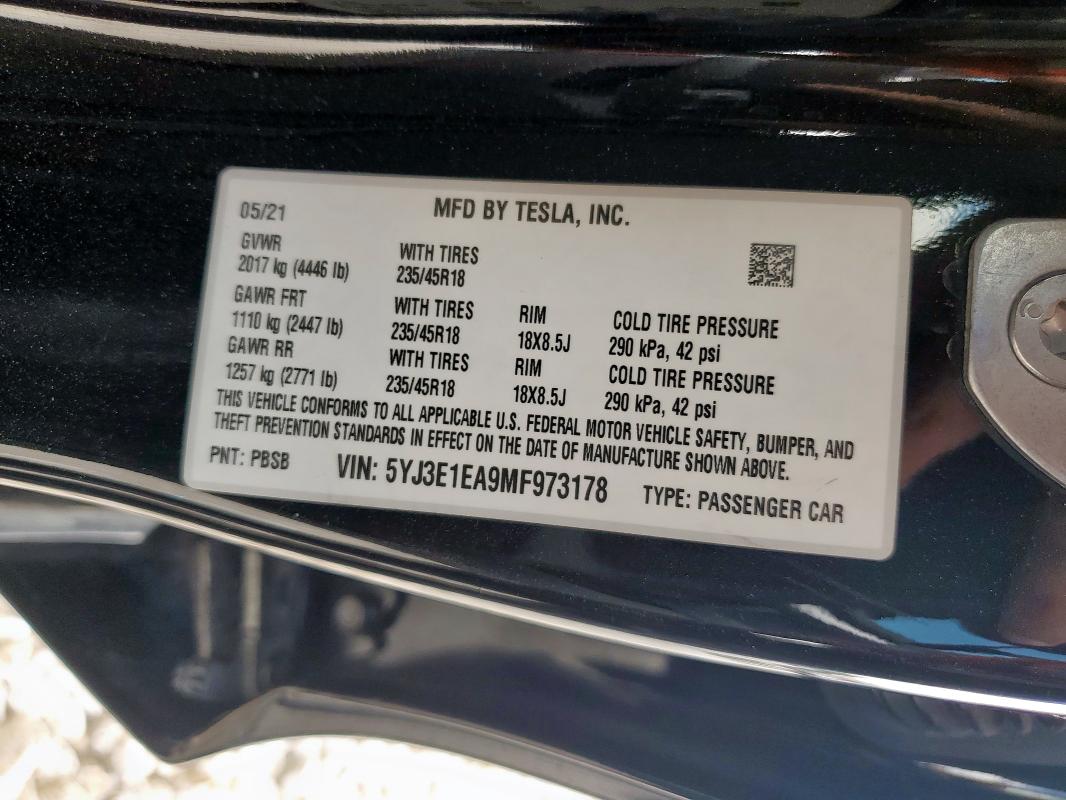 05/21
MFD BY TESLA, INC.
GVWR
2017 kg (4446 lb)
WITH TIRES
235/45R18
GAWR FRT
1110 kg (2447 lb)
WITH TIRES
235/45R18
RIM
18X8.5J
COLD TIRE PRESSURE
290 kPa, 42 psi
GAWR RR
1257 kg (2771 lb)
WITH TIRES
235/45R18
RIM
18X8.5J
COLD TIRE PRESSURE
290 kPa, 42 psi
THIS VEHICLE CONFORMS TO ALL APPLICABLE U.S. FEDERAL MOTOR VEHICLE SAFETY, BUMPER, AND
THEFT PREVENTION STANDARDS IN EFFECT ON THE DATE OF MANUFACTURE SHOWN ABOVE.
PNT: PBSB
VIN: 5YJ3E1EA9MF973178
TYPE: PASSENGER CAR